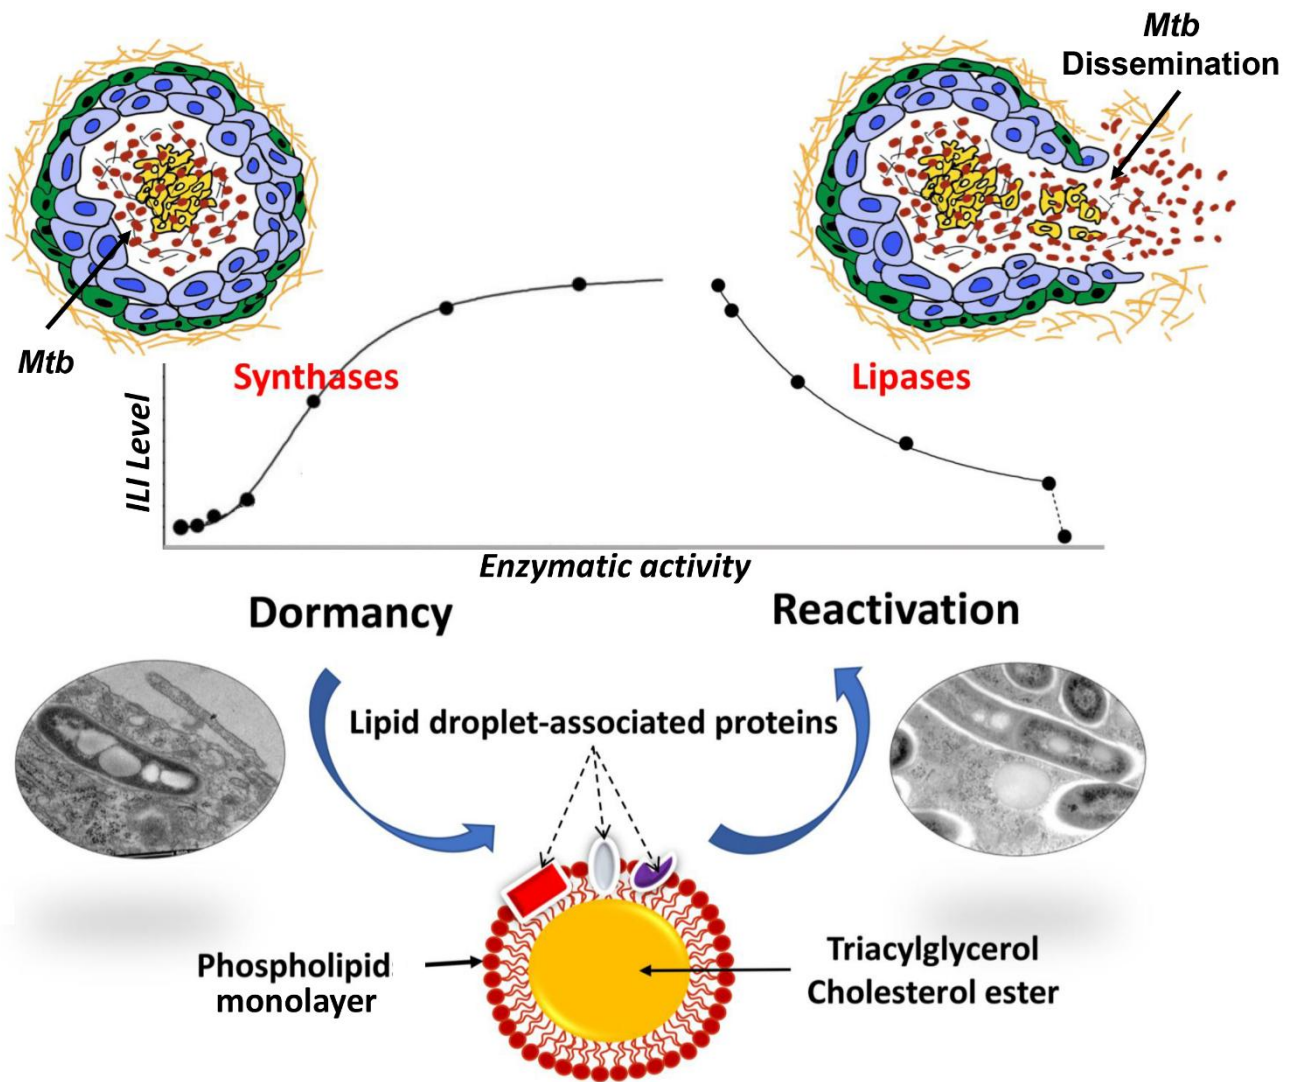 Mtb
Dissemination
Mtb
Synthases
Lipases
ILI Level
Enzymatic activity
Dormancy
Reactivation
Lipid droplet-associated proteins
Phospholipid
monolayer
Triacylglycerol
Cholesterol ester